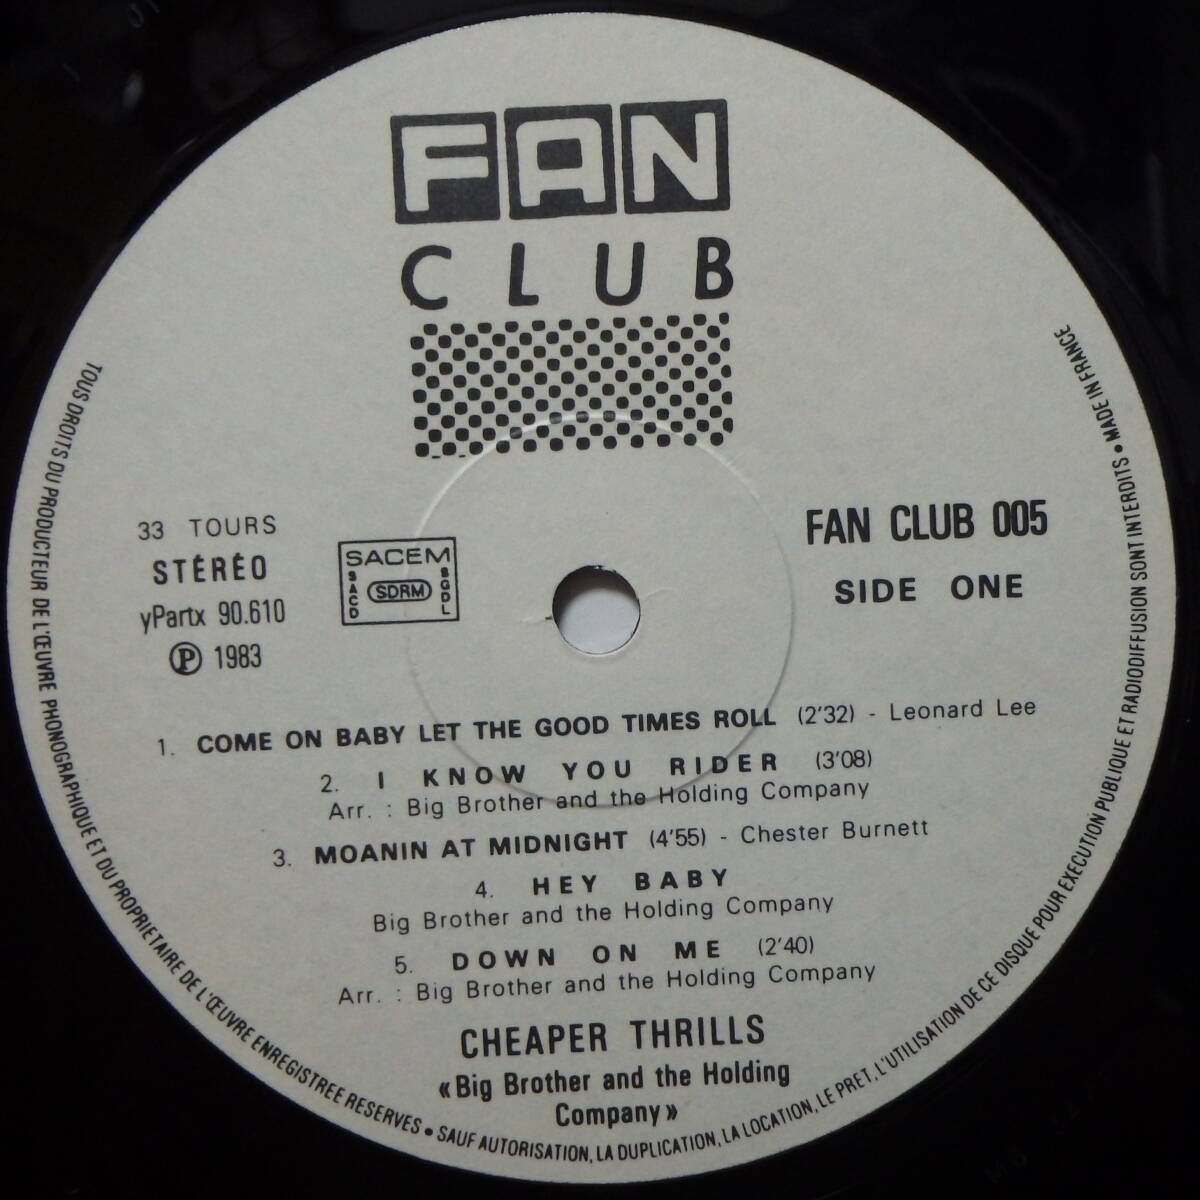 FAN
CLUB
33 TOURS
STÉRÉO
yPartx 90.610
Ⓟ 1983
SACEM
SACD
SDRM
SGDL
FAN CLUB 005
SIDE ONE
1. COME ON BABY LET THE GOOD TIMES ROLL (2'32) - Leonard Lee
2. I KNOW YOU RIDER (3'08)
Arr. : Big Brother and the Holding Company
3. MOANIN AT MIDNIGHT (4'55) - Chester Burnett
4. HEY BABY
Big Brother and the Holding Company
5. DOWN ON ME (2'40)
Arr. : Big Brother and the Holding Company
CHEAPER THRILLS
«Big Brother and the Holding
Company»
TOUS DROITS DU PRODUCTEUR DE L'ŒUVRE PHONOGRAPHIQUE ET DU PROPRIETAIRE DE L'ŒUVRE ENREGISTREE RESERVES • SAUF AUTORISATION, LA DUPLICATION, LA LOCATION, LE PRET, L'UTILISATION DE CE DISQUE POUR EXECUTION PUBLIQUE ET RADIODIFFUSION SONT INTERDITS • MADE IN FRANCE